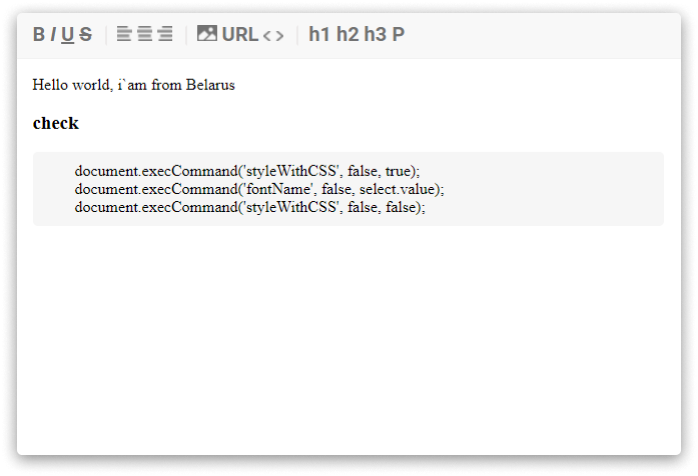 B I U S URL <> h1 h2 h3 P
Hello world, i`am from Belarus
check
document.execCommand('styleWithCSS', false, true);
document.execCommand('fontName', false, select.value);
document.execCommand('styleWithCSS', false, false);